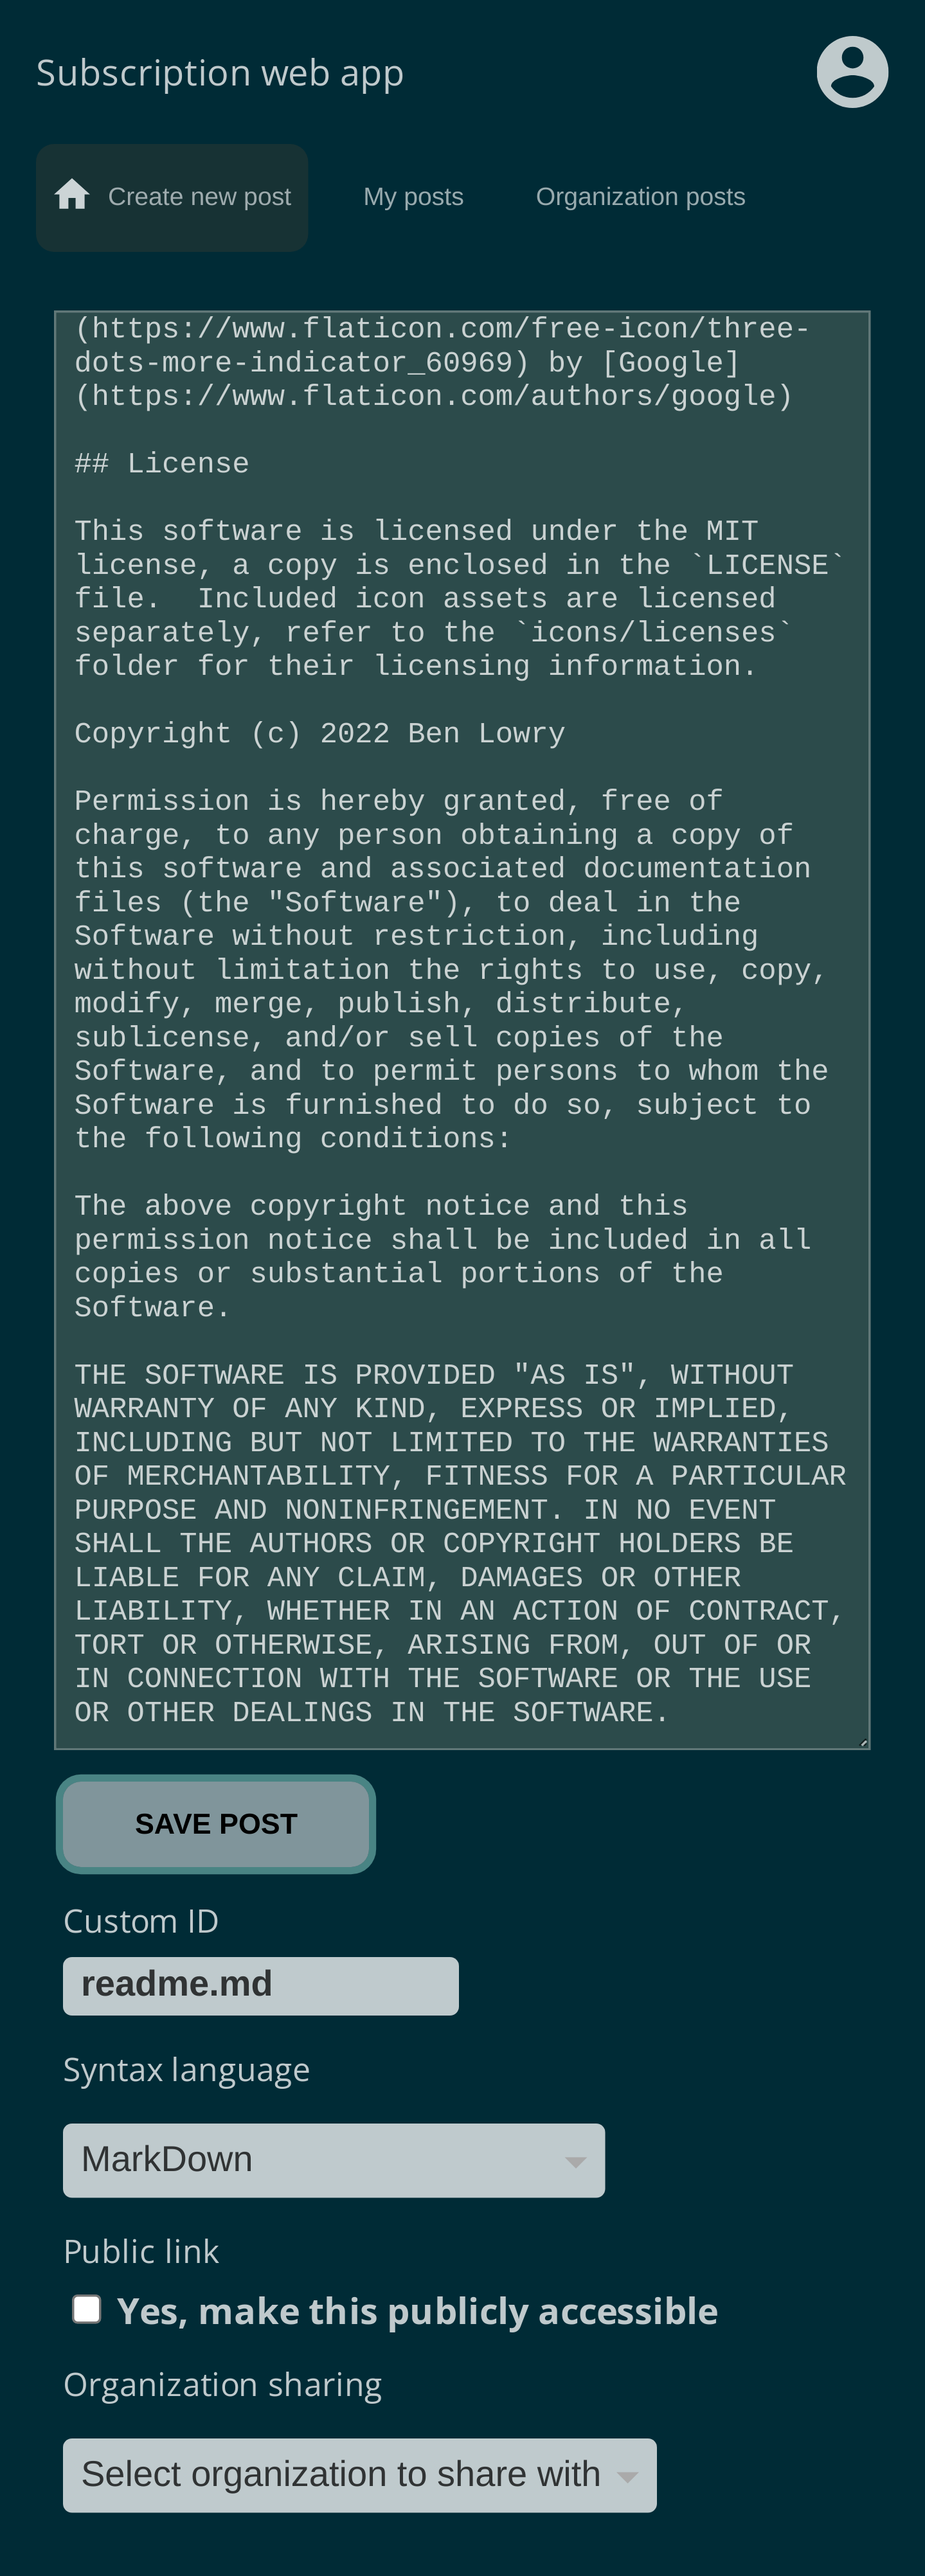 Subscription web app
Create new post
My posts
Organization posts
(https://www.flaticon.com/free-icon/three-
dots-more-indicator_60969) by [Google]
(https://www.flaticon.com/authors/google)
## License
This software is licensed under the MIT
license, a copy is enclosed in the `LICENSE`
file.  Included icon assets are licensed
separately, refer to the `icons/licenses`
folder for their licensing information.
Copyright (c) 2022 Ben Lowry
Permission is hereby granted, free of
charge, to any person obtaining a copy of
this software and associated documentation
files (the "Software"), to deal in the
Software without restriction, including
without limitation the rights to use, copy,
modify, merge, publish, distribute,
sublicense, and/or sell copies of the
Software, and to permit persons to whom the
Software is furnished to do so, subject to
the following conditions:
The above copyright notice and this
permission notice shall be included in all
copies or substantial portions of the
Software.
THE SOFTWARE IS PROVIDED "AS IS", WITHOUT
WARRANTY OF ANY KIND, EXPRESS OR IMPLIED,
INCLUDING BUT NOT LIMITED TO THE WARRANTIES
OF MERCHANTABILITY, FITNESS FOR A PARTICULAR
PURPOSE AND NONINFRINGEMENT. IN NO EVENT
SHALL THE AUTHORS OR COPYRIGHT HOLDERS BE
LIABLE FOR ANY CLAIM, DAMAGES OR OTHER
LIABILITY, WHETHER IN AN ACTION OF CONTRACT,
TORT OR OTHERWISE, ARISING FROM, OUT OF OR
IN CONNECTION WITH THE SOFTWARE OR THE USE
OR OTHER DEALINGS IN THE SOFTWARE.
SAVE POST
Custom ID
readme.md
Syntax language
MarkDown
Public link
Yes, make this publicly accessible
Organization sharing
Select organization to share with